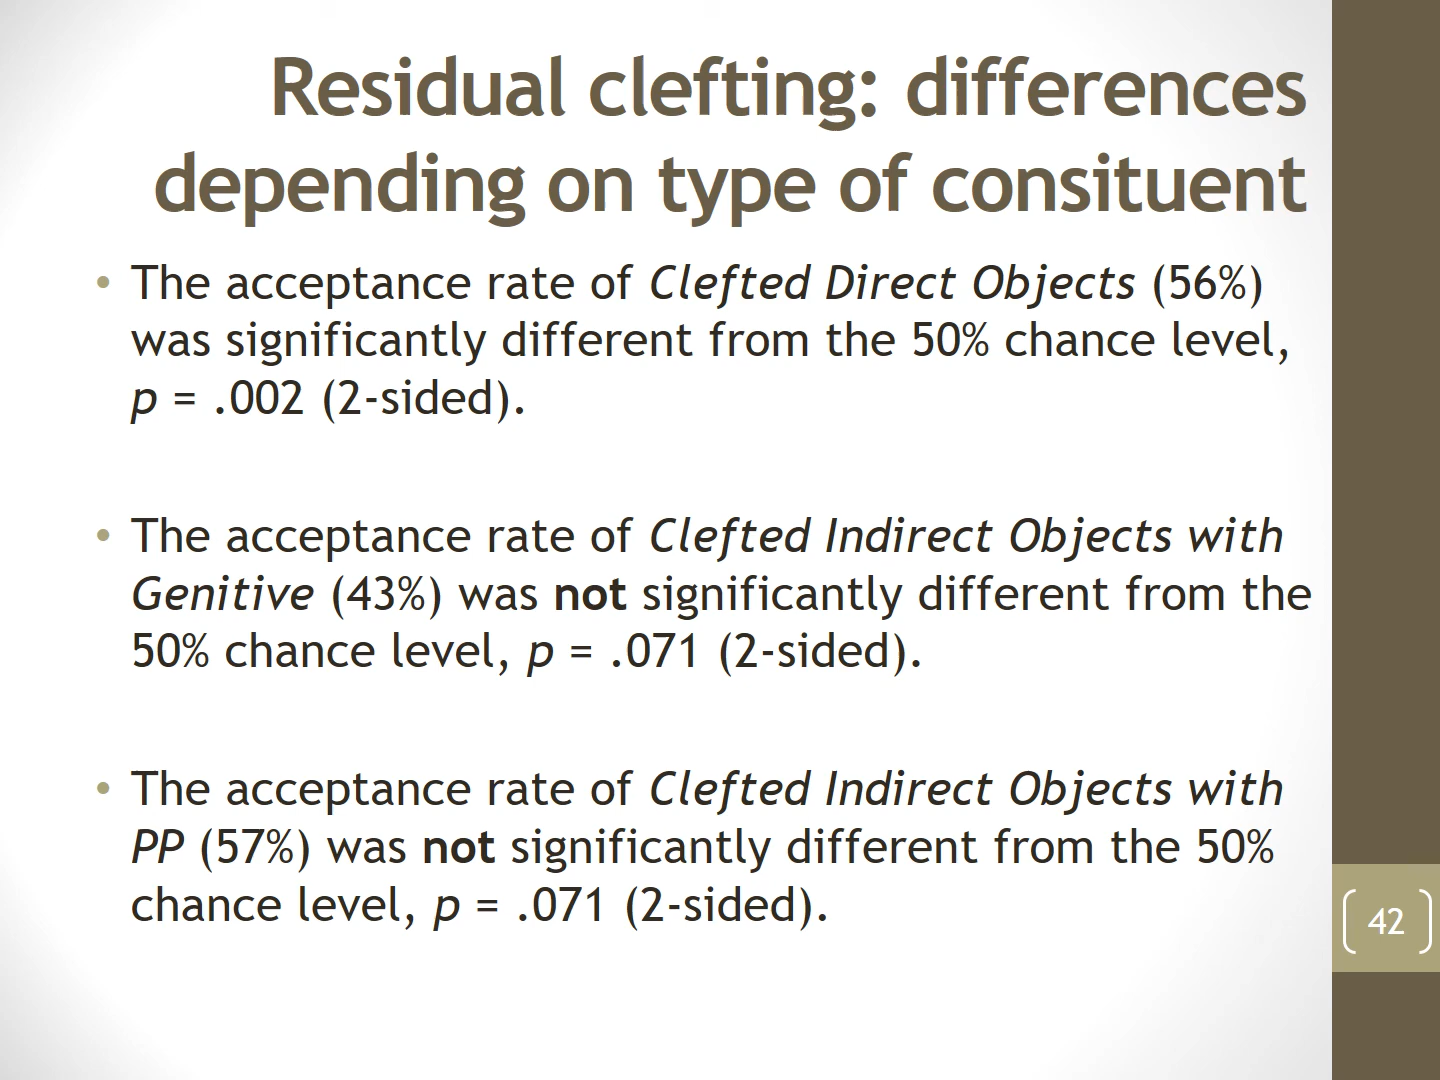 Residual clefting: differences
depending on type of consituent
• The acceptance rate of Clefted Direct Objects (56%)
was significantly different from the 50% chance level,
p = .002 (2-sided).
• The acceptance rate of Clefted Indirect Objects with
Genitive (43%) was not significantly different from the
50% chance level, p = .071 (2-sided).
• The acceptance rate of Clefted Indirect Objects with
PP (57%) was not significantly different from the 50%
chance level, p = .071 (2-sided).
42